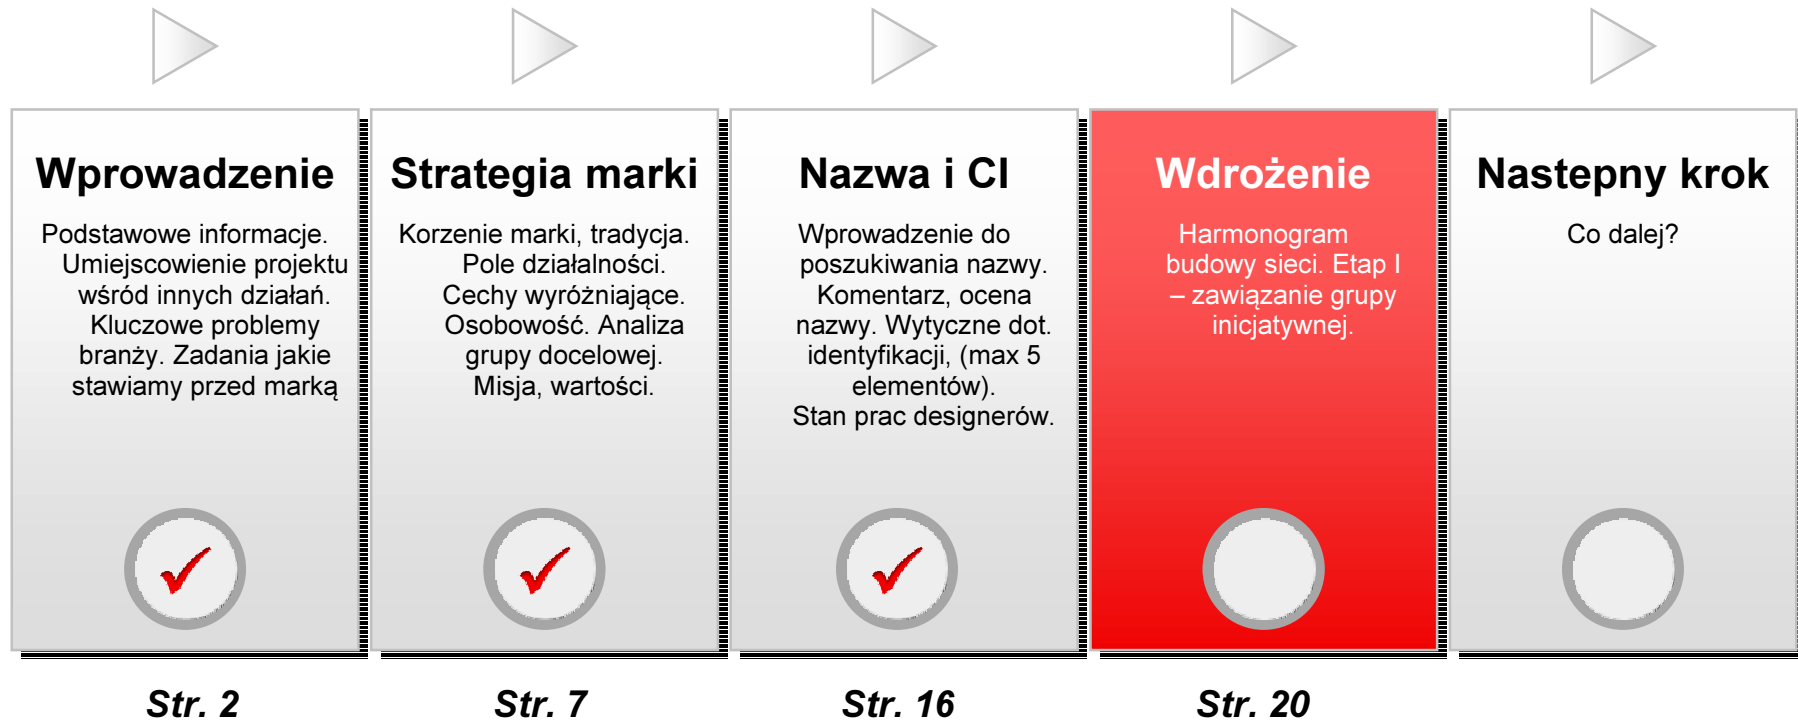 Wprowadzenie
Podstawowe informacje.
Umiejscowienie projektu
wśród innych działań.
Kluczowe problemy
branży. Zadania jakie
stawiamy przed marką
Strategia marki
Korzenie marki, tradycja.
Pole działalności.
Cechy wyróżniające.
Osobowość. Analiza
grupy docelowej.
Misja, wartości.
Nazwa i CI
Wprowadzenie do
poszukiwania nazwy.
Komentarz, ocena
nazwy. Wytyczne dot.
identyfikacji, (max 5
elementów).
Stan prac designerów.
Wdrożenie
Harmonogram
budowy sieci. Etap I
– zawiązanie grupy
inicjatywnej.
Nastepny krok
Co dalej?
Str. 2
Str. 7
Str. 16
Str. 20